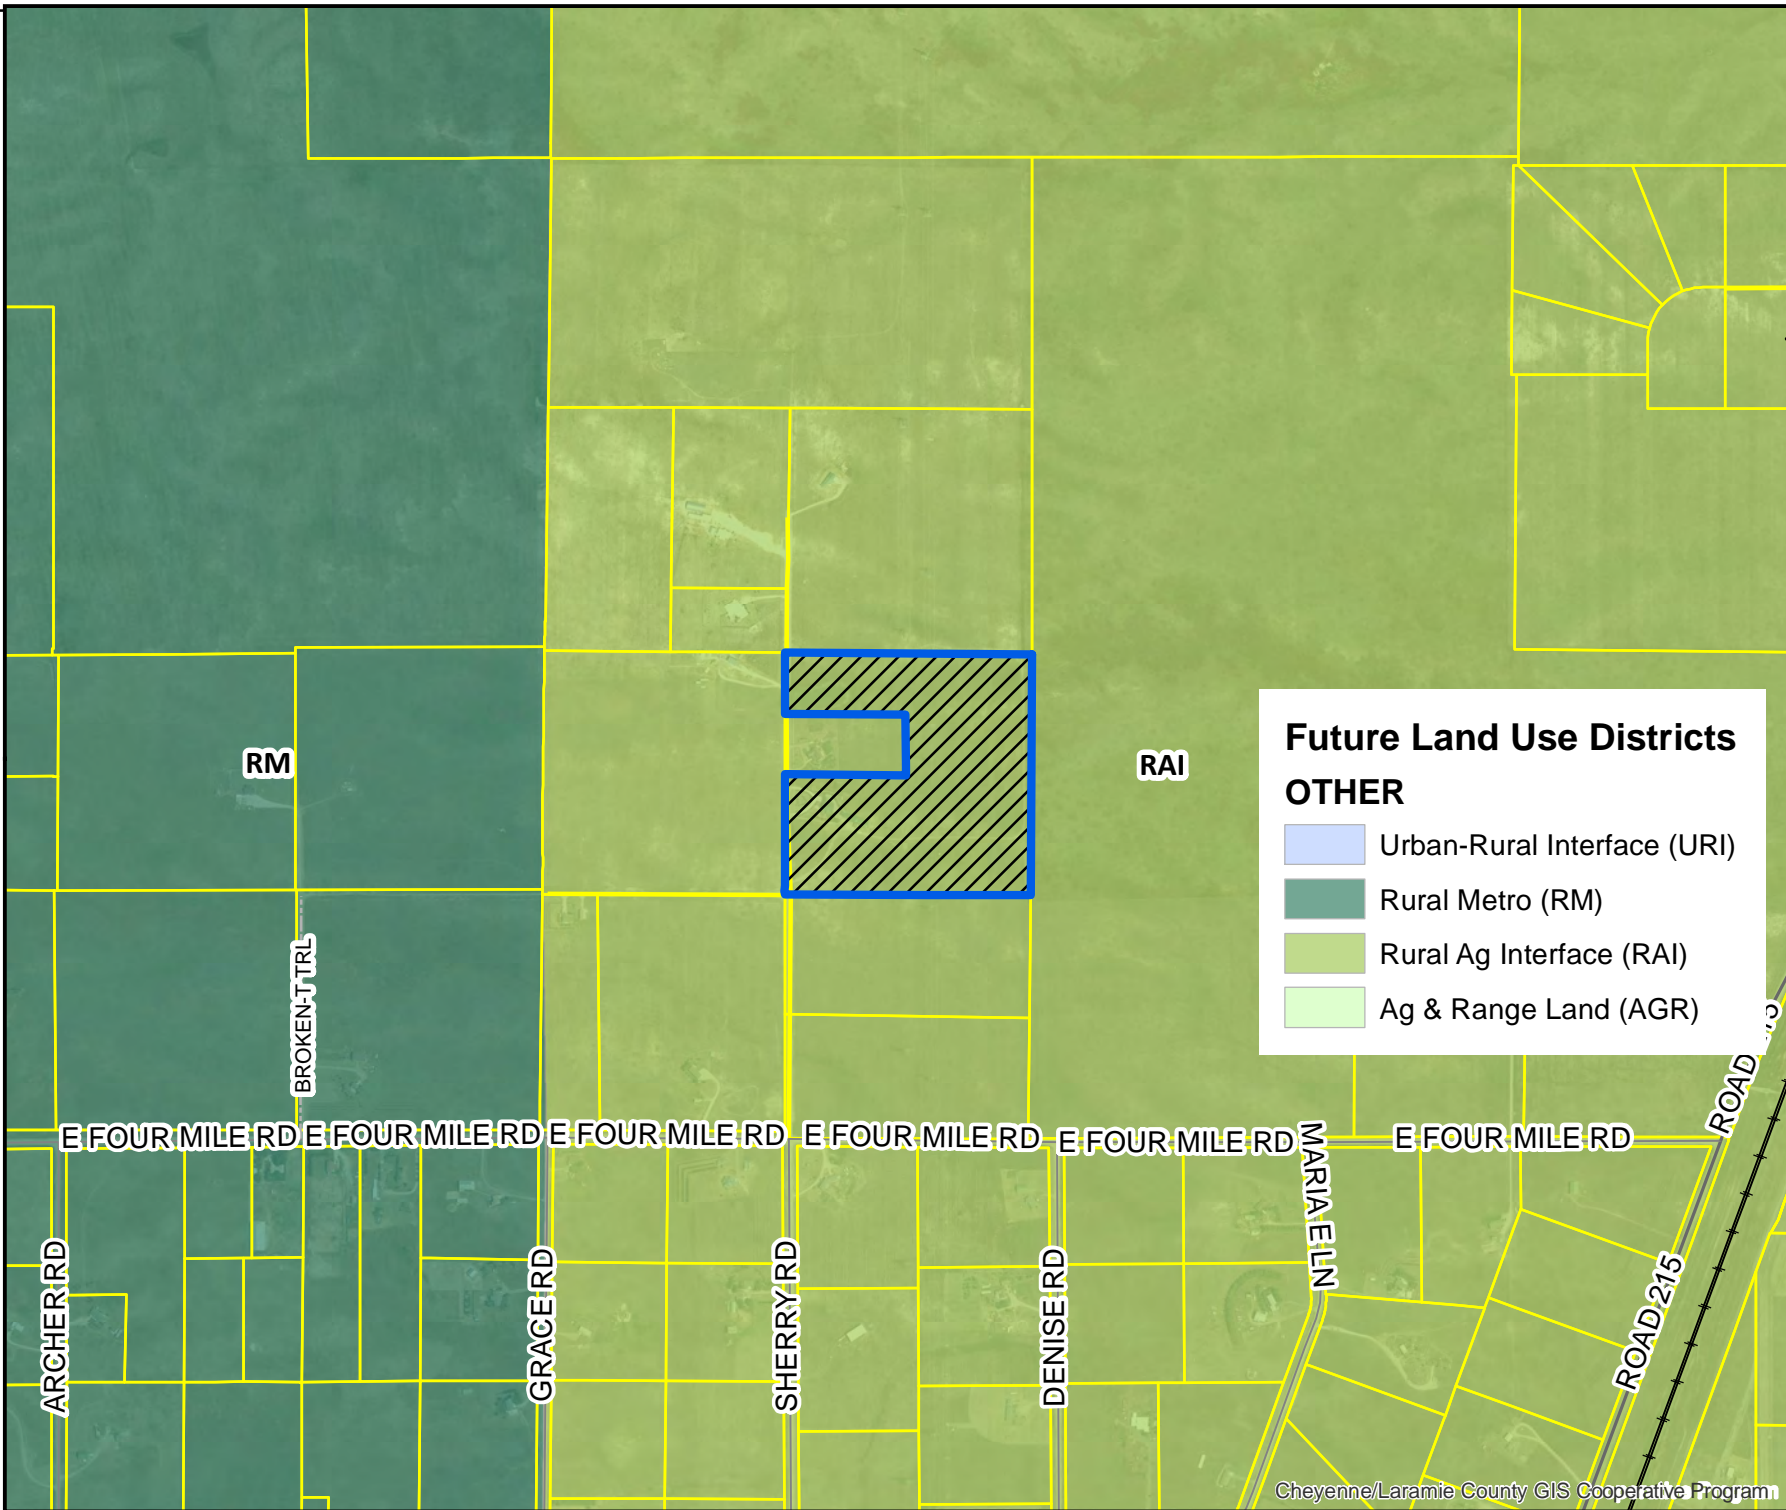 RM
RAI
Future Land Use Districts
OTHER
Urban-Rural Interface (URI)
Rural Metro (RM)
Rural Ag Interface (RAI)
Ag & Range Land (AGR)
BROKEN-T TRL
ROAD
E FOUR MILE RD
E FOUR MILE RD
E FOUR MILE RD
E FOUR MILE RD
E FOUR MILE RD
E FOUR MILE RD
MARIA E LN
ARCHER RD
GRACE RD
SHERRY RD
DENISE RD
ROAD 215
Cheyenne/Laramie County GIS Cooperative Program